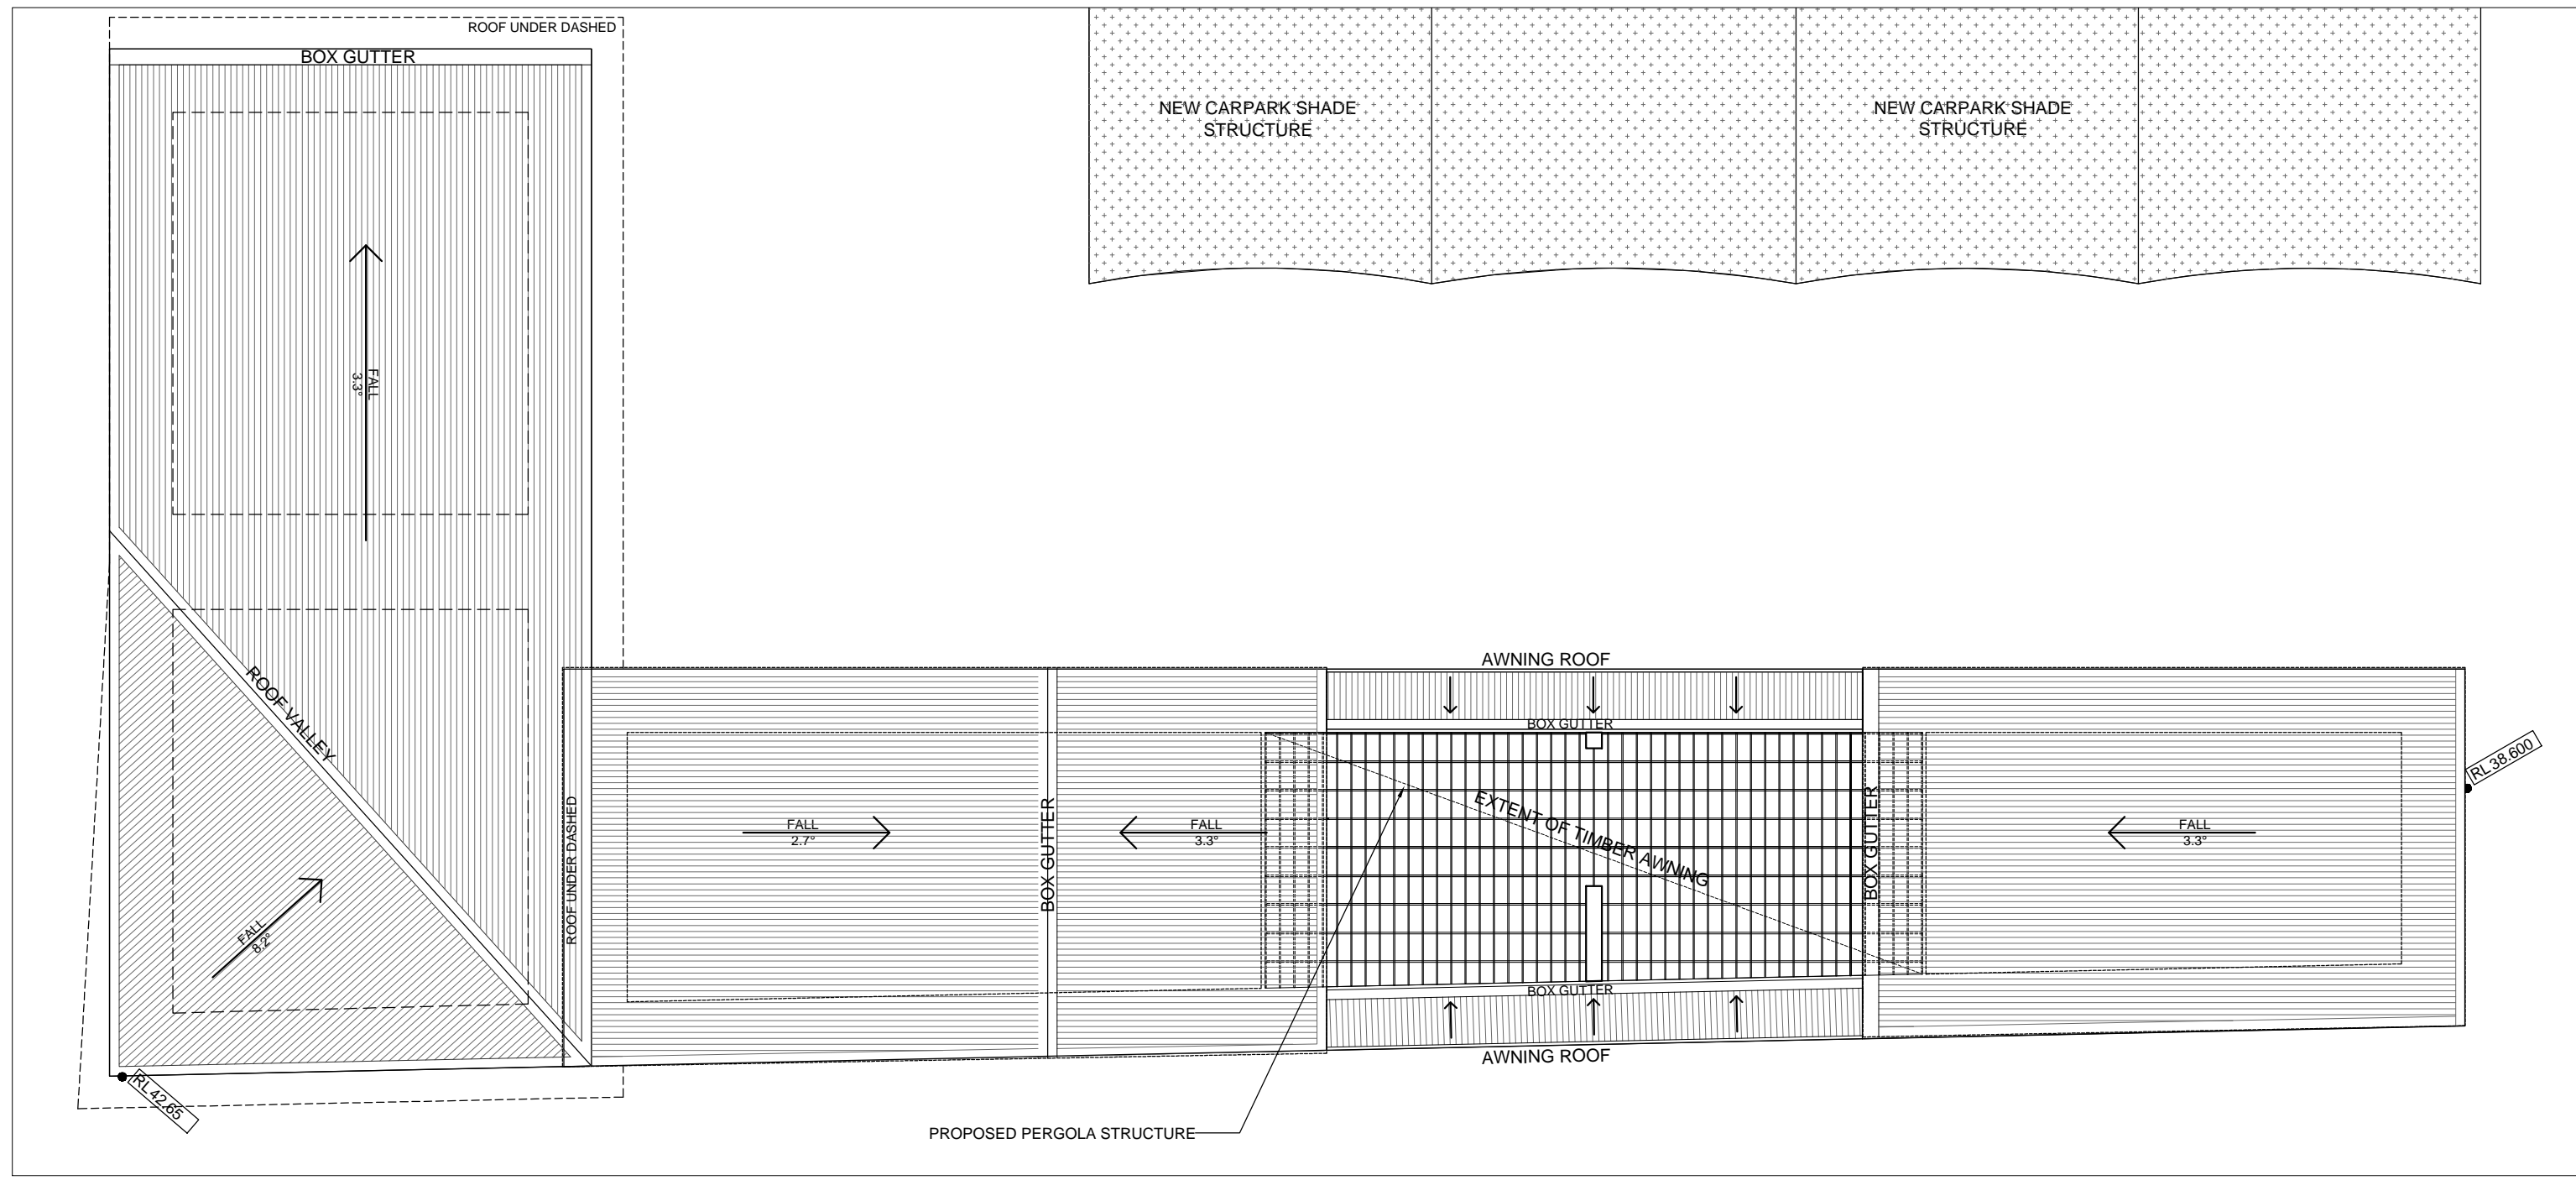 ROOF UNDER DASHED
BOX GUTTER
NEW CARPARK SHADE
STRUCTURE
NEW CARPARK SHADE
STRUCTURE
FALL
3.3°
ROOF VALLEY
AWNING ROOF
BOX GUTTER
RL 38.600
EXTENT OF TIMBER AWNING
FALL
2.7°
BOX GUTTER
FALL
3.3°
BOX GUTTER
FALL
3.3°
ROOF UNDER DASHED
FALL
8.2°
BOX GUTTER
AWNING ROOF
RL42.65
PROPOSED PERGOLA STRUCTURE